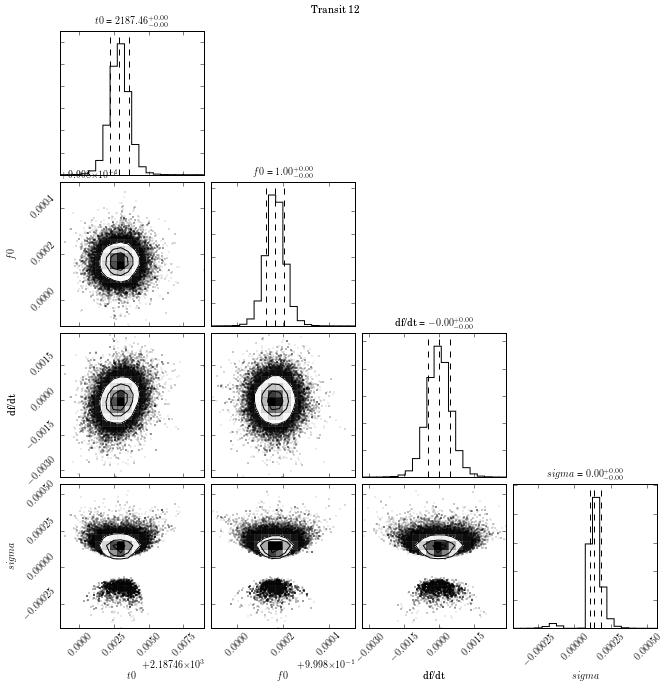 Transit 12
t0 = 2187.46+0.00−0.00
f0 = 1.00+0.00−0.00
0.0004
0.0002
0.0000
f0
df/dt = −0.00+0.00−0.00
0.0015
0.0000
−0.0015
−0.0030
df/dt
sigma = 0.00+0.00−0.00
0.00050
0.00025
0.00000
−0.00025
sigma
0.0000 0.0025 0.0050 0.0075
+2.18746×10³
t0
0.0000 0.0002 0.0004
+9.998×10⁻¹
f0
−0.0030 −0.0015 0.0000 0.0015
df/dt
−0.00025 0.00000 0.00025 0.00050
sigma